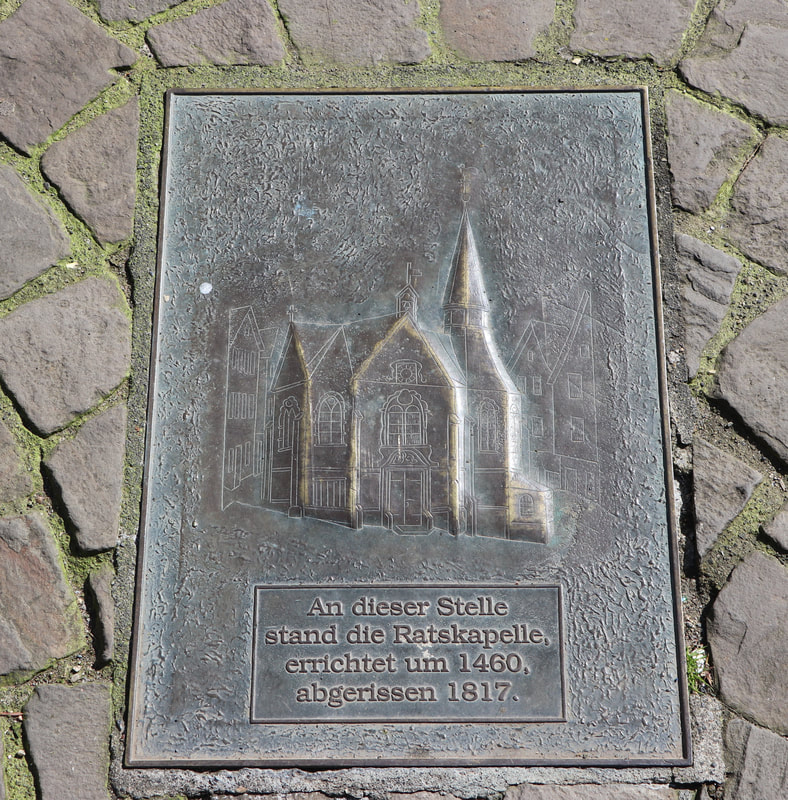 An dieser Stelle
stand die Ratskapelle,
errichtet um 1460,
abgerissen 1817.